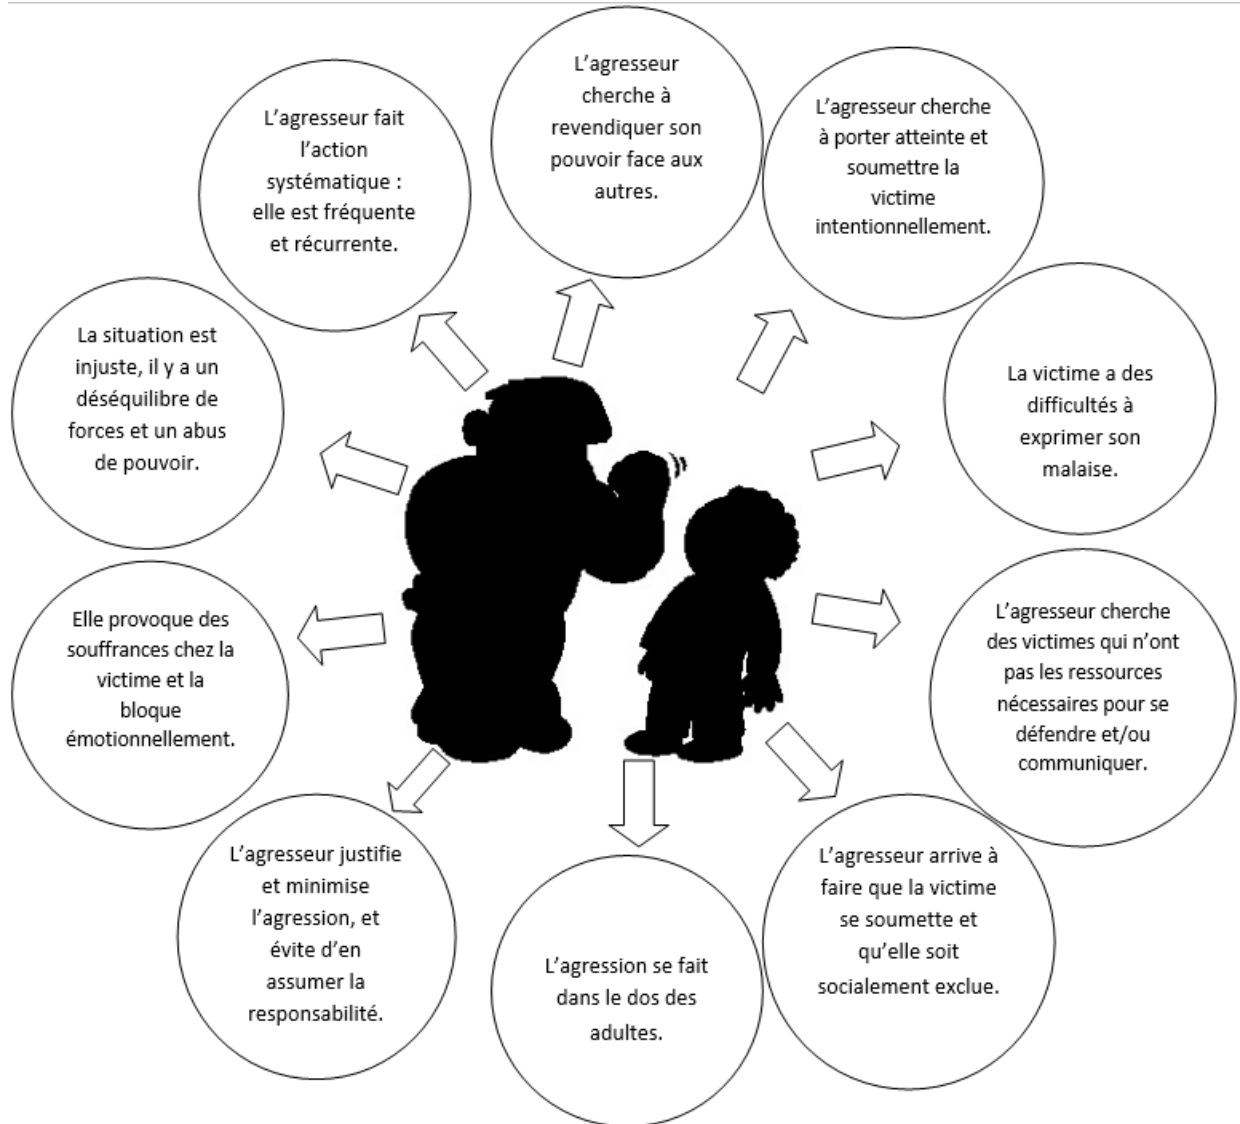 L’agresseur
cherche à
revendiquer son
pouvoir face aux
autres.
L’agresseur cherche
à porter atteinte et
soumettre la
victime
intentionnellement.
La victime a des
difficultés à
exprimer son
malaise.
L’agresseur cherche
des victimes qui n’ont
pas les ressources
nécessaires pour se
défendre et/ou
communiquer.
L’agresseur arrive à
faire que la victime
se soumette et
qu’elle soit
socialement exclue.
L’agression se fait
dans le dos des
adultes.
L’agresseur justifie
et minimise
l’agression, et
évite d’en
assumer la
responsabilité.
Elle provoque des
souffrances chez la
victime et la
bloque
émotionnellement.
La situation est
injuste, il y a un
déséquilibre de
forces et un abus
de pouvoir.
L’agresseur fait
l’action
systématique :
elle est fréquente
et récurrente.